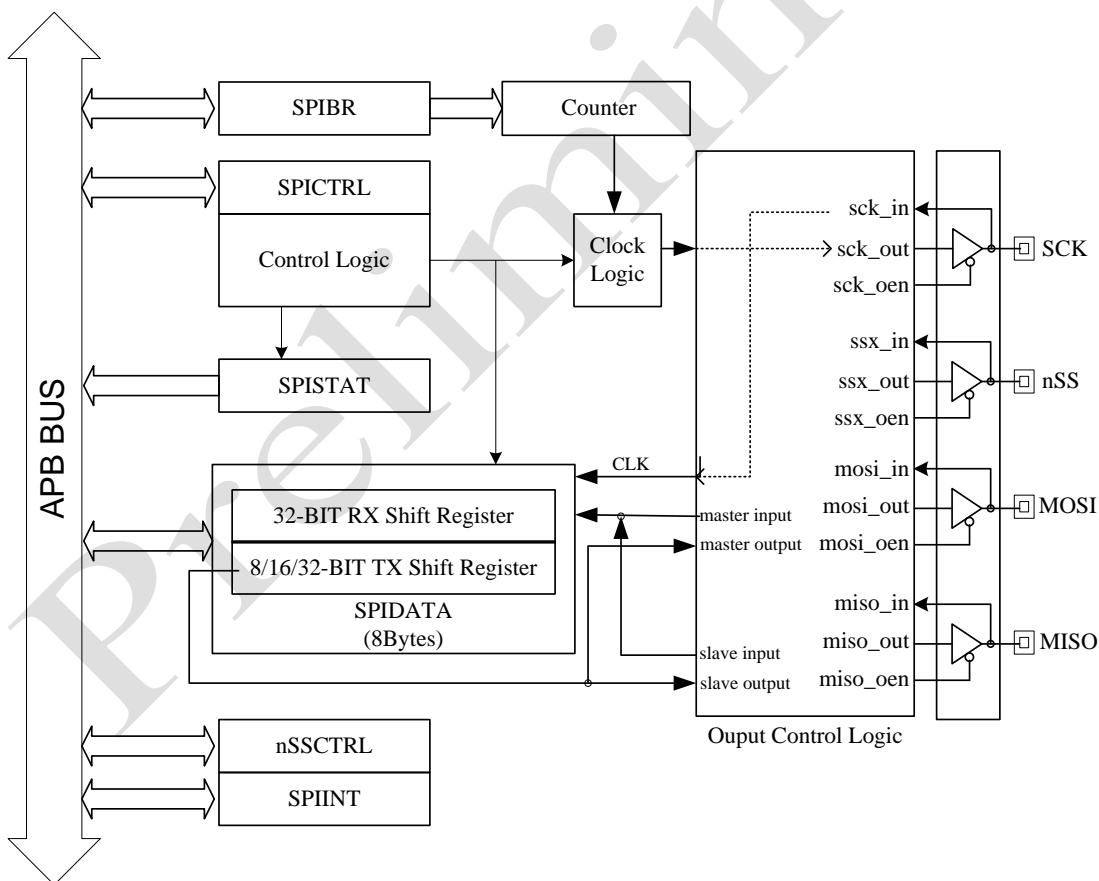 Prelimin
APB BUS
SPIBR
Counter
SPICTRL
Control Logic
Clock
Logic
SPISTAT
CLK
32-BIT RX Shift Register
8/16/32-BIT TX Shift Register
SPIDATA
(8Bytes)
master input
master output
slave input
slave output
sck_in
sck_out
sck_oen
ssx_in
ssx_out
ssx_oen
mosi_in
mosi_out
mosi_oen
miso_in
miso_out
miso_oen
SCK
nSS
MOSI
MISO
Ouput Control Logic
nSSCTRL
SPIINT